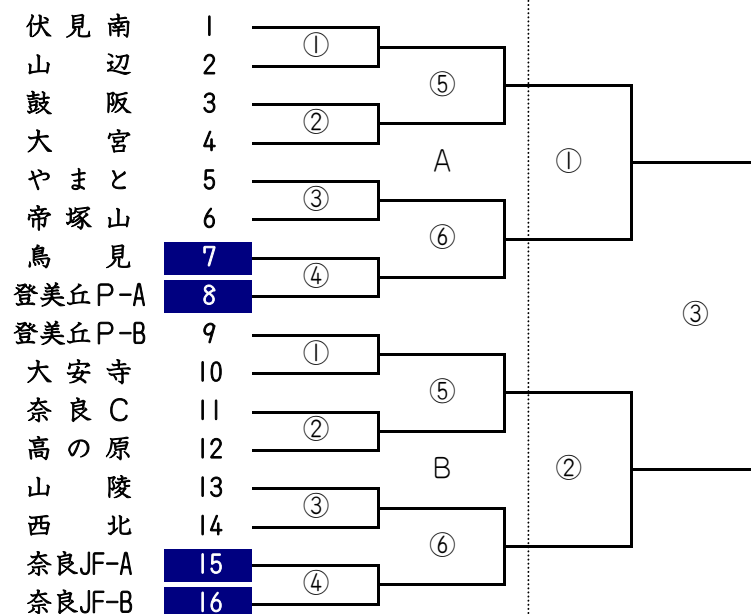 伏見南 1
①
山辺 2
⑤
鼓阪 3
②
大宮 4
A ①
やまと 5
③
帝塚山 6
⑥
鳥見 7
④
登美丘P-A 8
③
登美丘P-B 9
①
大安寺 10
⑤
奈良C 11
②
高の原 12
B ②
山陵 13
③
西北 14
⑥
奈良JF-A 15
④
奈良JF-B 16